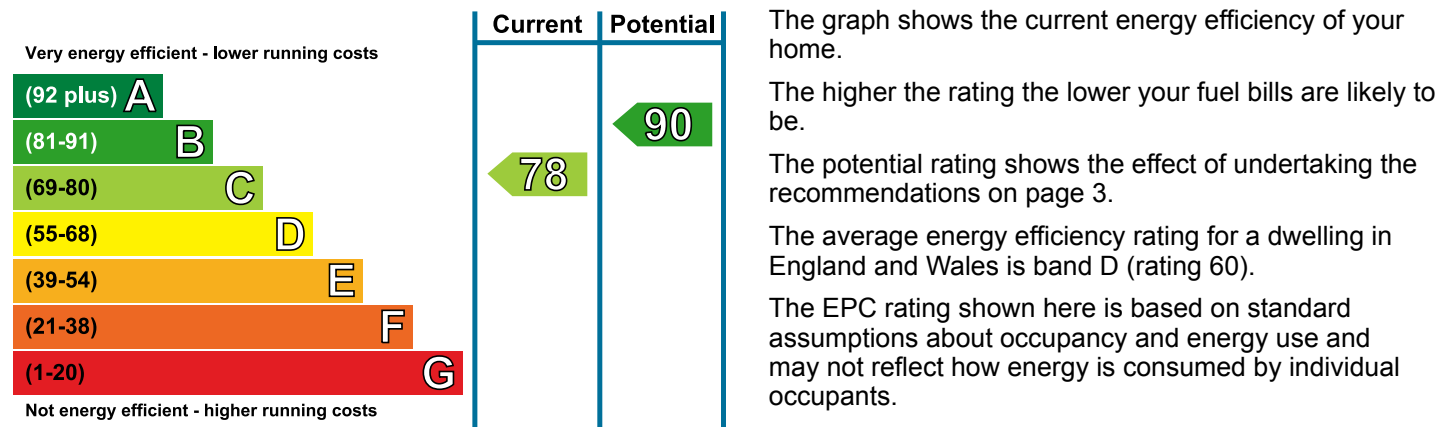 Current Potential
Very energy efficient - lower running costs
(92 plus) A
(81-91) B
(69-80) C
(55-68) D
(39-54) E
(21-38) F
(1-20) G
Not energy efficient - higher running costs
78
90
The graph shows the current energy efficiency of your
home.
The higher the rating the lower your fuel bills are likely to
be.
The potential rating shows the effect of undertaking the
recommendations on page 3.
The average energy efficiency rating for a dwelling in
England and Wales is band D (rating 60).
The EPC rating shown here is based on standard
assumptions about occupancy and energy use and
may not reflect how energy is consumed by individual
occupants.